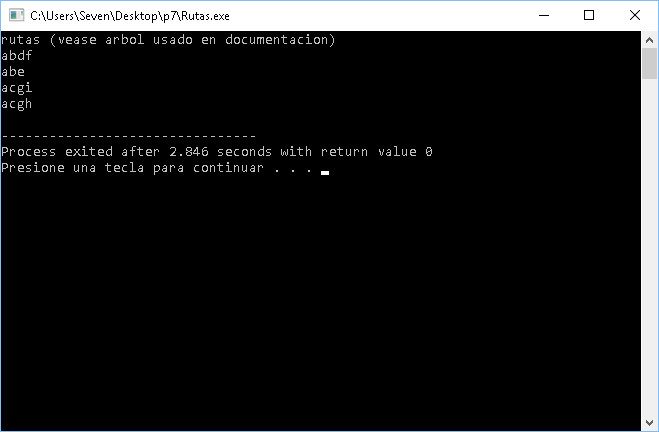 C:\Users\Seven\Desktop\p7\Rutas.exe
rutas (vease arbol usado en documentacion)
abdf
abe
acgi
acgh
--------------------------------
Process exited after 2.846 seconds with return value 0
Presione una tecla para continuar . . .